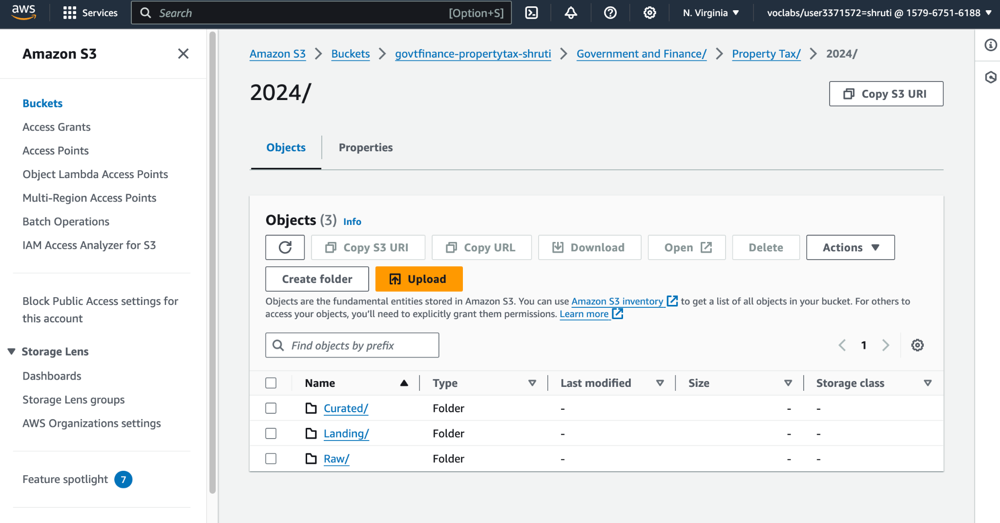 aws Services Search [Option+S] N. Virginia voclabs/user3371572=shruti @ 1579-6751-6188
Amazon S3
Buckets
Access Grants
Access Points
Object Lambda Access Points
Multi-Region Access Points
Batch Operations
IAM Access Analyzer for S3
Block Public Access settings for
this account
Storage Lens
Dashboards
Storage Lens groups
AWS Organizations settings
Feature spotlight 7
Amazon S3 Buckets govtfinance-propertytax-shruti Government and Finance/ Property Tax/ 2024/
2024/
Copy S3 URI
Objects Properties
Objects (3) Info
Copy S3 URI Copy URL Download Open Delete Actions
Create folder Upload
Objects are the fundamental entities stored in Amazon S3. You can use Amazon S3 inventory to get a list of all objects in your bucket. For others to
access your objects, you’ll need to explicitly grant them permissions. Learn more
Find objects by prefix 1
Name Type Last modified Size Storage class
Curated/ Folder - - -
Landing/ Folder - - -
Raw/ Folder - - -